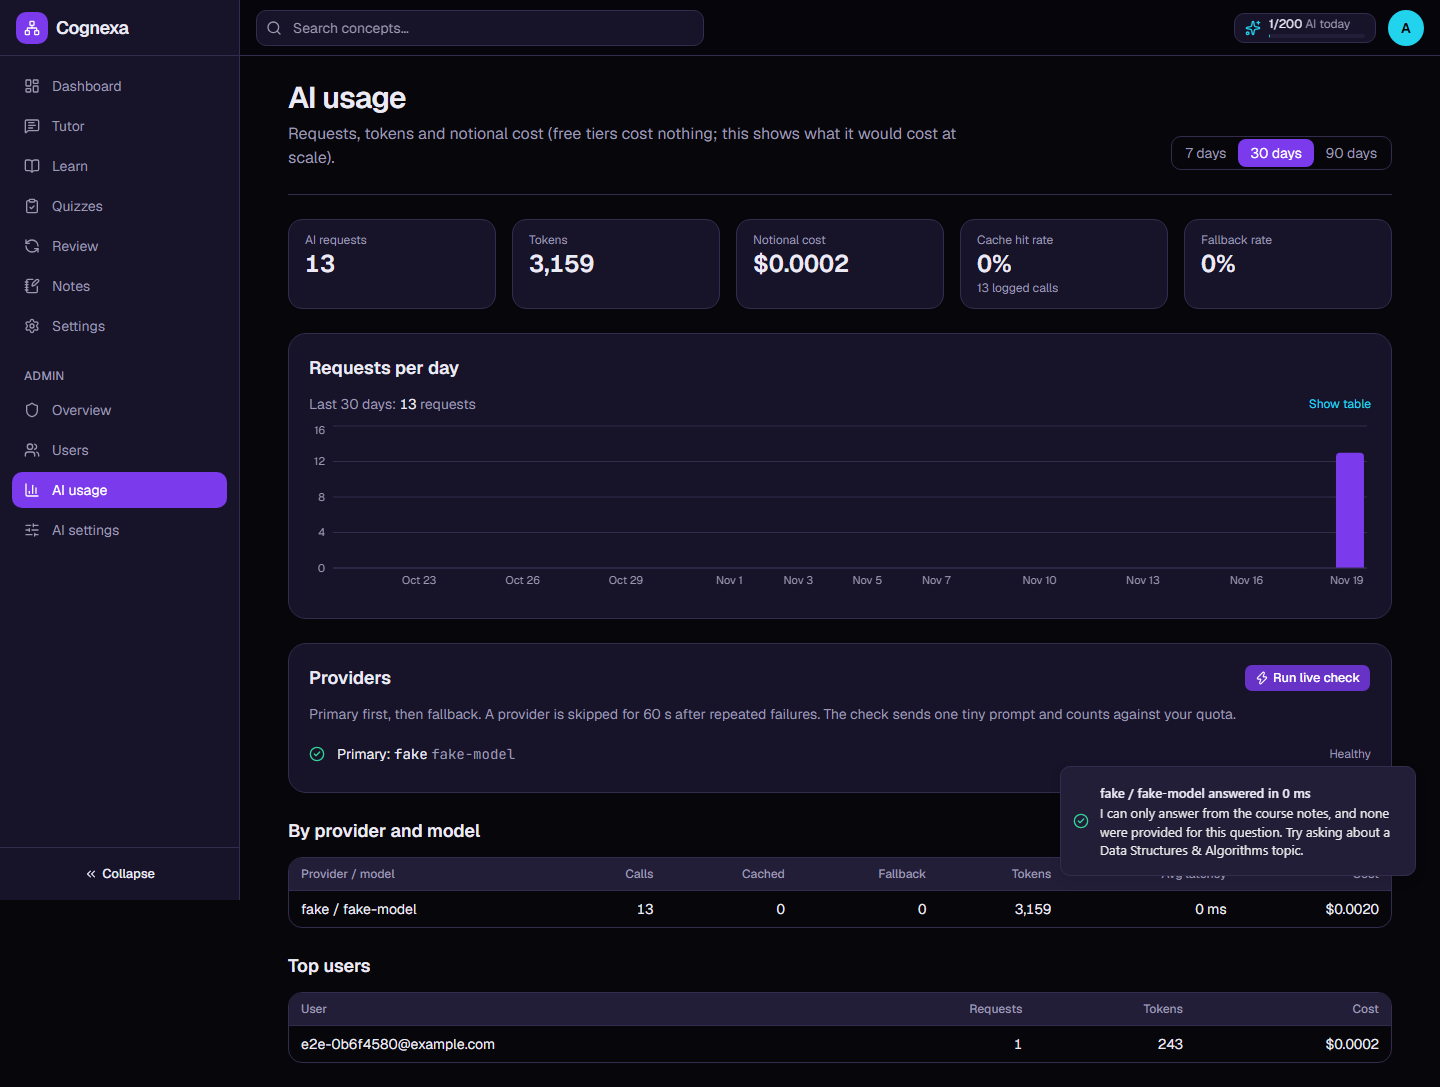 Cognexa
Search concepts...
1/200 AI today
A
Dashboard
Tutor
Learn
Quizzes
Review
Notes
Settings
ADMIN
Overview
Users
AI usage
AI settings
Collapse
AI usage
Requests, tokens and notional cost (free tiers cost nothing; this shows what it would cost at
scale).
7 days 30 days 90 days
AI requests
13
Tokens
3,159
Notional cost
$0.0002
Cache hit rate
0%
13 logged calls
Fallback rate
0%
Requests per day
Last 30 days: 13 requests
Show table
16
12
8
4
0
Oct 23 Oct 26 Oct 29 Nov 1 Nov 3 Nov 5 Nov 7 Nov 10 Nov 13 Nov 16 Nov 19
Providers
Run live check
Primary first, then fallback. A provider is skipped for 60 s after repeated failures. The check sends one tiny prompt and counts against your quota.
Primary: fake fake-model
Healthy
fake / fake-model answered in 0 ms
I can only answer from the course notes, and none
were provided for this question. Try asking about a
Data Structures & Algorithms topic.
By provider and model
Provider / model Calls Cached Fallback Tokens Avg latency Cost
fake / fake-model 13 0 0 3,159 0 ms $0.0020
Top users
User Requests Tokens Cost
e2e-0b6f4580@example.com 1 243 $0.0002